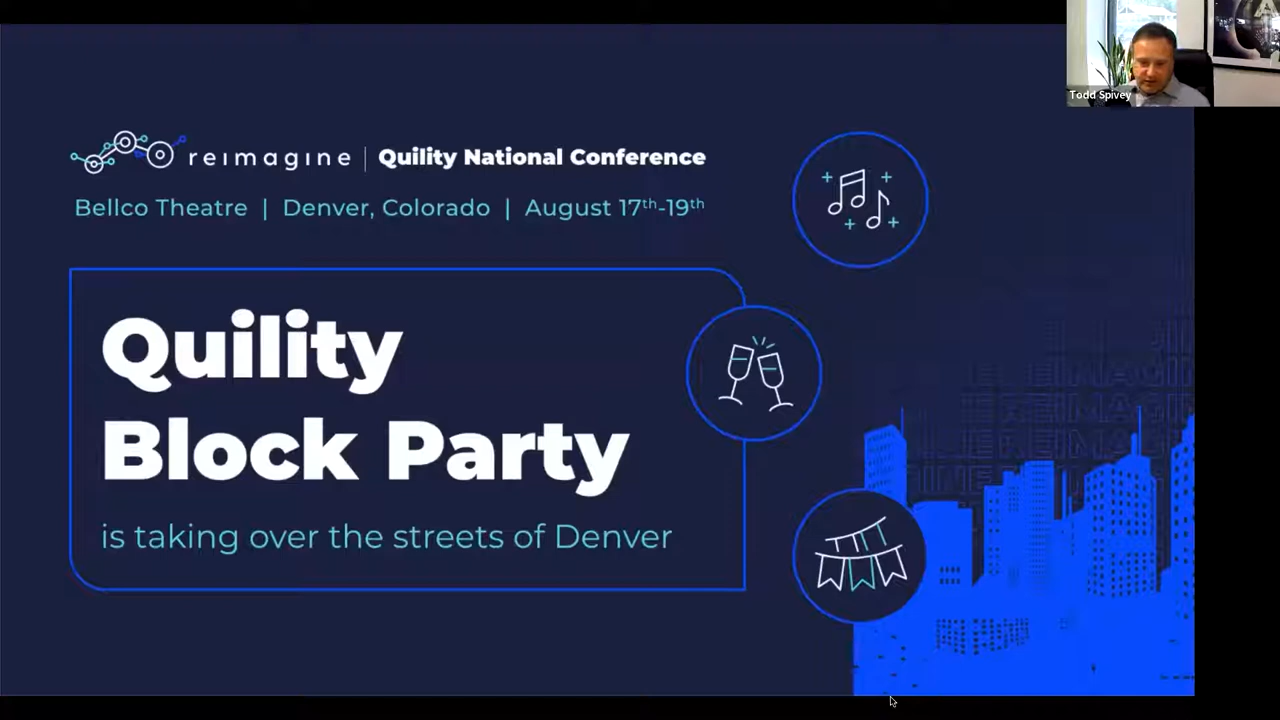 Todd Spivey
reimagine | Quility National Conference
Bellco Theatre | Denver, Colorado | August 17th-19th
Quility
Block Party
is taking over the streets of Denver